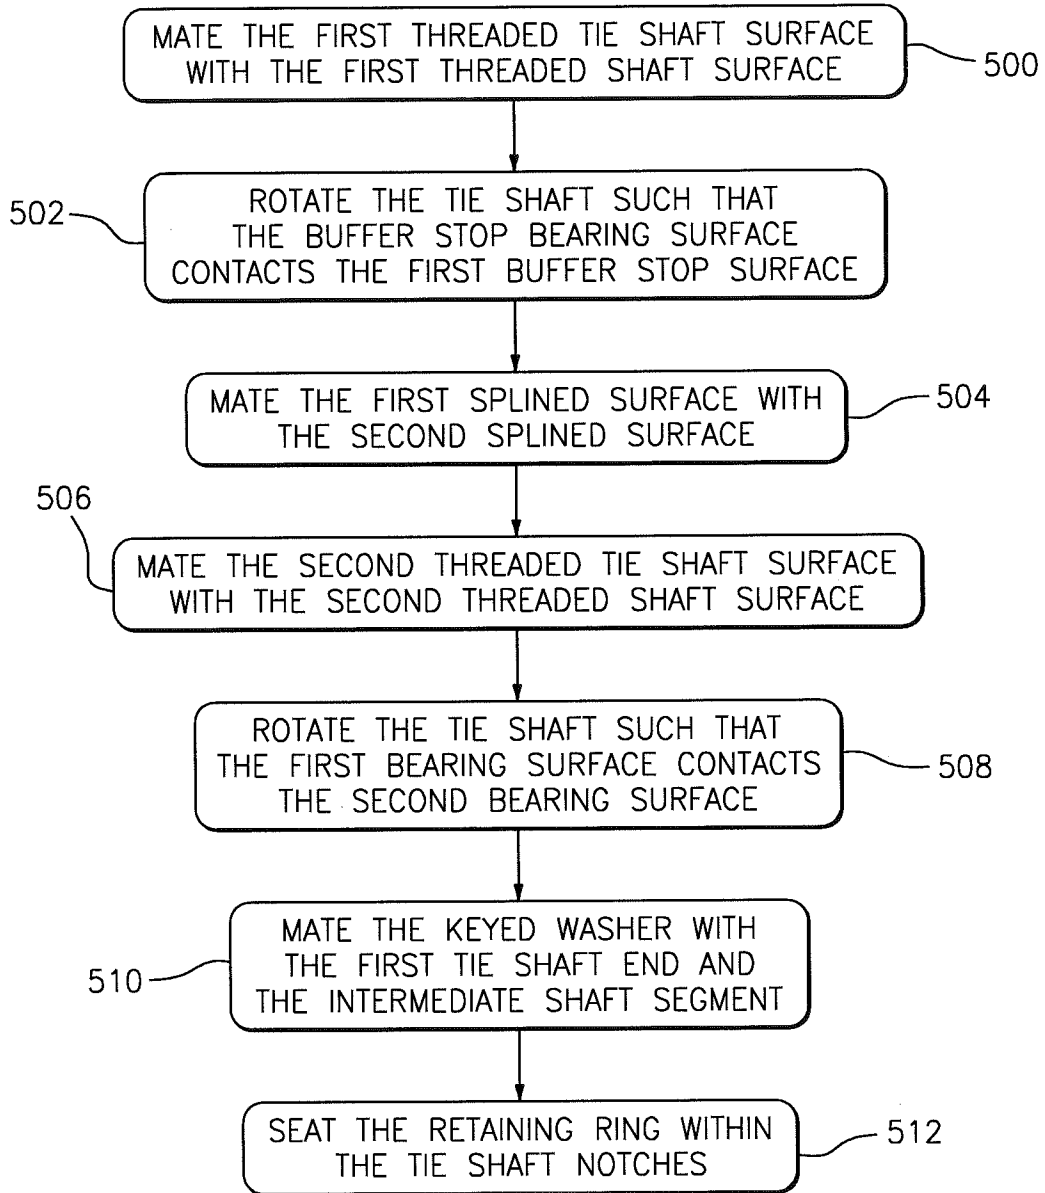 MATE THE FIRST THREADED TIE SHAFT SURFACE
WITH THE FIRST THREADED SHAFT SURFACE
500
ROTATE THE TIE SHAFT SUCH THAT
THE BUFFER STOP BEARING SURFACE
CONTACTS THE FIRST BUFFER STOP SURFACE
502
MATE THE FIRST SPLINED SURFACE WITH
THE SECOND SPLINED SURFACE
504
506
MATE THE SECOND THREADED TIE SHAFT SURFACE
WITH THE SECOND THREADED SHAFT SURFACE
ROTATE THE TIE SHAFT SUCH THAT
THE FIRST BEARING SURFACE CONTACTS
THE SECOND BEARING SURFACE
508
MATE THE KEYED WASHER WITH
THE FIRST TIE SHAFT END AND
THE INTERMEDIATE SHAFT SEGMENT
510
SEAT THE RETAINING RING WITHIN
THE TIE SHAFT NOTCHES
512